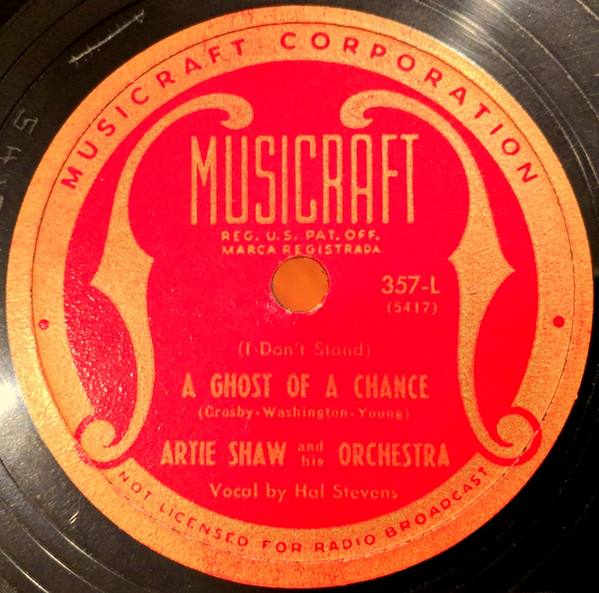 MUSICRAFT CORPORATION
MUSICRAFT
REG. U.S. PAT. OFF.
MARCA REGISTRADA
357-L
(5417)
(I Don't Stand)
A GHOST OF A CHANCE
(Crosby-Washington-Young)
ARTIE SHAW and his ORCHESTRA
Vocal by Hal Stevens
NOT LICENSED FOR RADIO BROADCAST